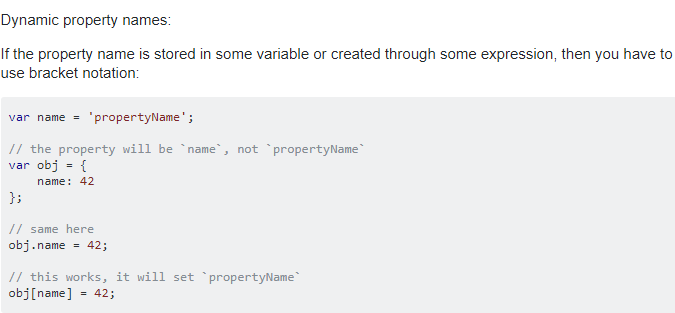 Dynamic property names:
If the property name is stored in some variable or created through some expression, then you have to
use bracket notation:
var name = 'propertyName';
// the property will be `name`, not `propertyName`
var obj = {
    name: 42
};
// same here
obj.name = 42;
// this works, it will set `propertyName`
obj[name] = 42;